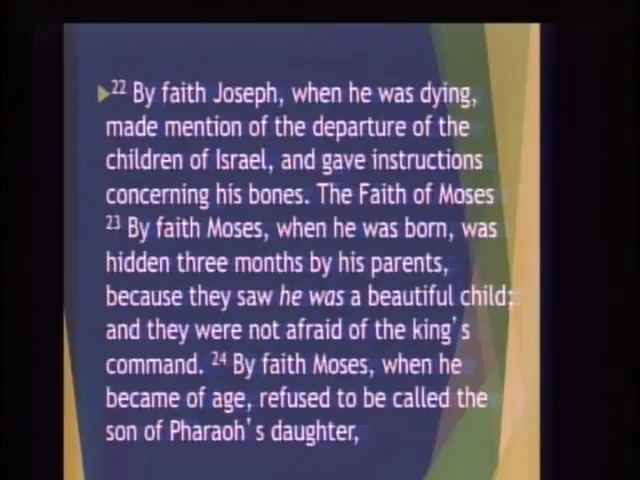 22 By faith Joseph, when he was dying,
made mention of the departure of the
children of Israel, and gave instructions
concerning his bones. The Faith of Moses
23 By faith Moses, when he was born, was
hidden three months by his parents,
because they saw he was a beautiful child;
and they were not afraid of the king's
command. 24 By faith Moses, when he
became of age, refused to be called the
son of Pharaoh's daughter,